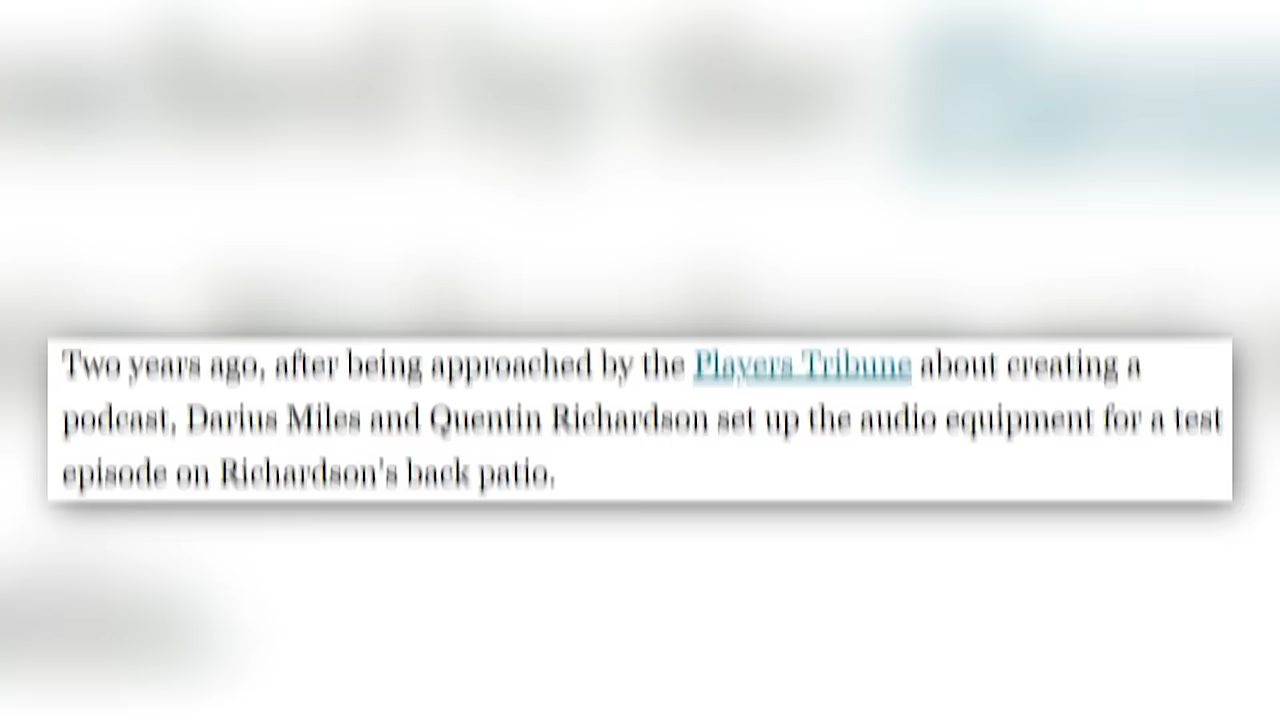 Two years ago, after being approached by the Players Tribune about creating a
podcast, Darius Miles and Quentin Richardson set up the audio equipment for a test
episode on Richardson's back patio.